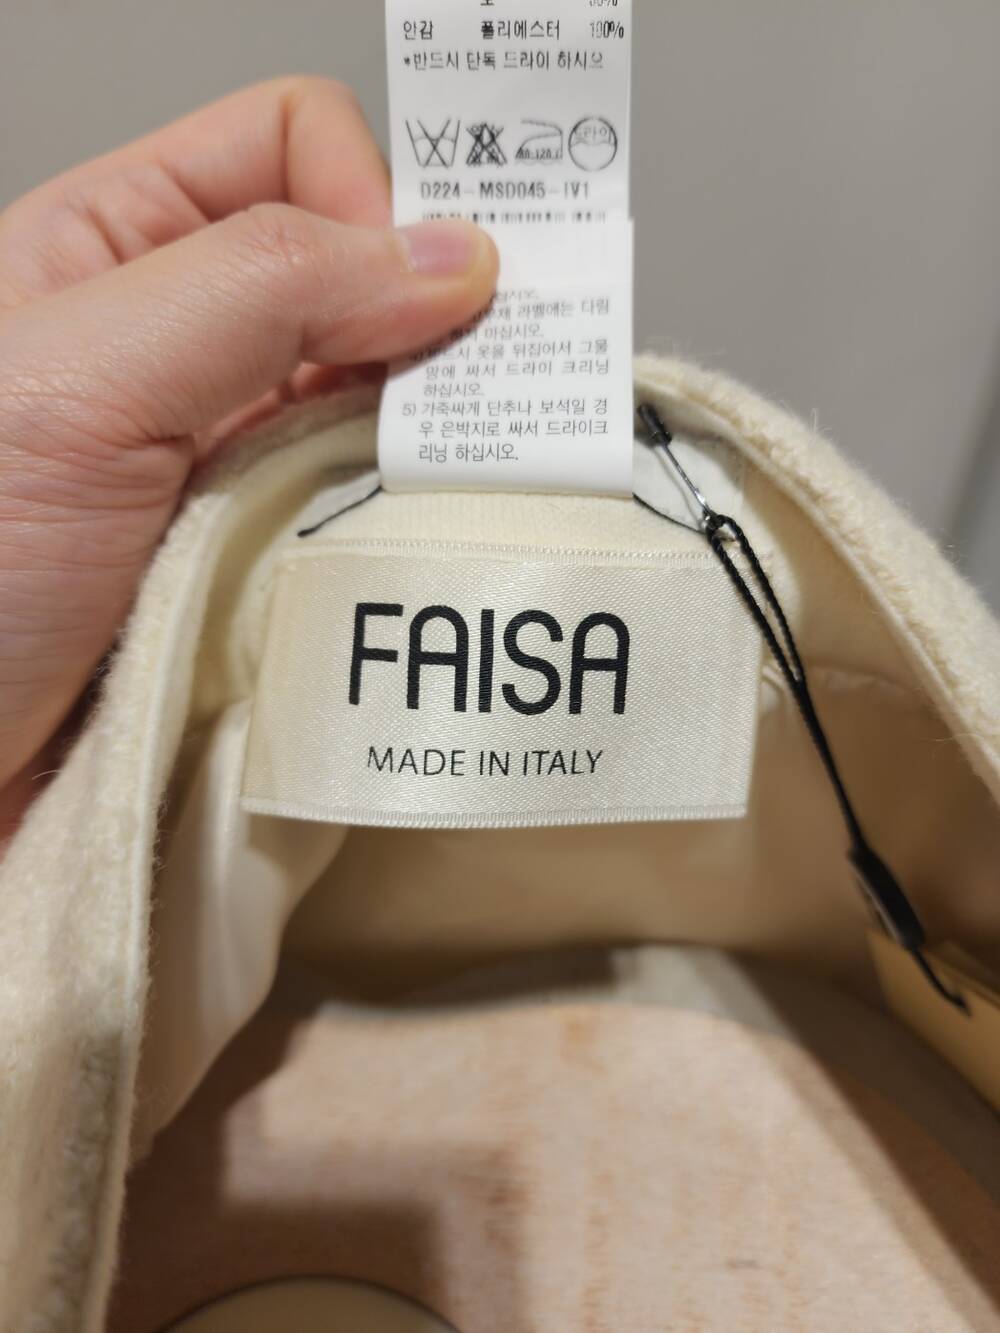 안감 폴리에스터 100%
*반드시 단독 드라이 하시오
드라이
D224-MSD045-IV1
라벨에는 다림
마십시오.
옷을 뒤집어서 그물
망에 싸서 드라이 크리닝
하십시오.
5) 가죽싸게 단추나 보석일 경
우 은박지로 싸서 드라이크
리닝 하십시오.
FAISA
MADE IN ITALY